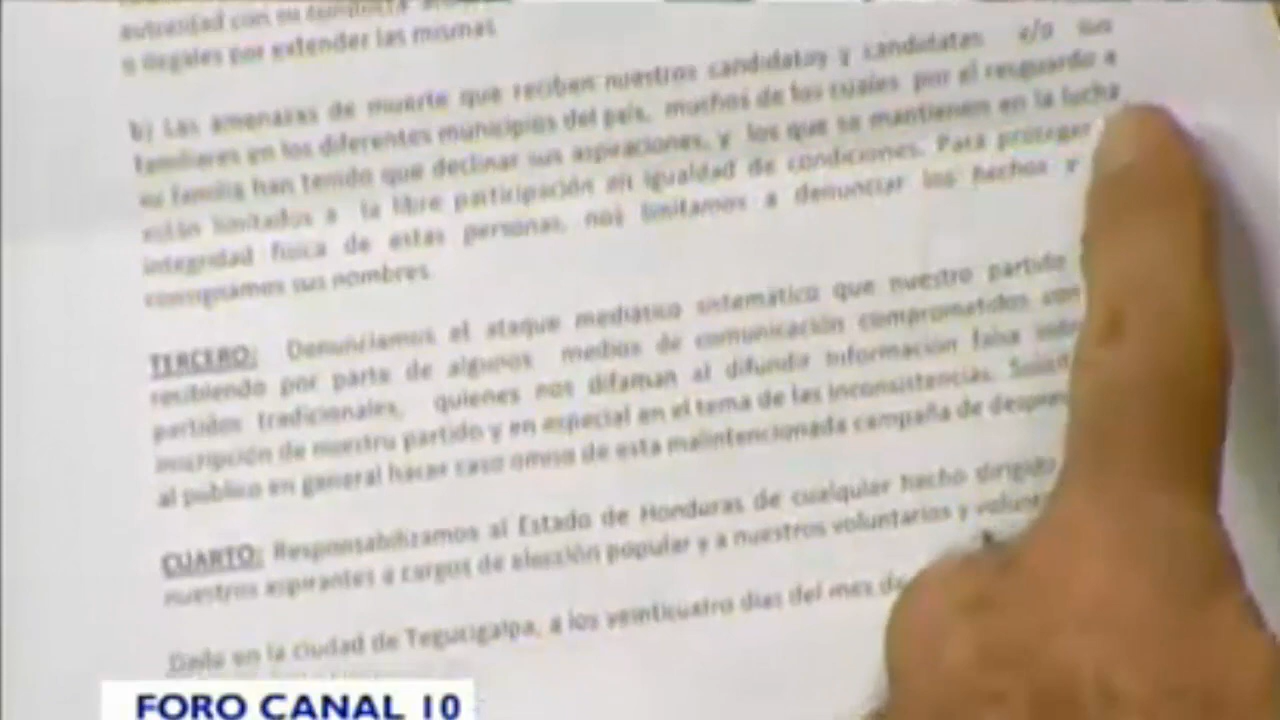 autoridad con su conducta
o ilegales por extender las mismas
b) Las amenazas de muerte que reciben nuestros candidatos y candidatas y/o sus
familiares en los diferentes municipios del país, muchos de los cuales por el resguardo a
su familia han tenido que declinar sus aspiraciones, y los que se mantienen en la lucha
están limitados a la libre participación en igualdad de condiciones. Para proteger
integridad física de estas personas, nos limitamos a denunciar los hechos y
consignamos sus nombres.
TERCERO: Denunciamos el ataque mediático sistemático que nuestro partido
recibiendo por parte de algunos medios de comunicación comprometidos con
partidos tradicionales, quienes nos difaman al difundir información falsa
inscripción de nuestro partido y en especial en el tema de las inconsistencias.
al público en general hacer caso omiso de esta malintencionada campaña de
CUARTO: Responsabilizamos al Estado de Honduras de cualquier hecho dirigido
nuestros aspirantes a cargos de elección popular y a nuestros voluntarios y
Dado en la ciudad de Tegucigalpa, a los veinticuatro días del mes de
FORO CANAL 10